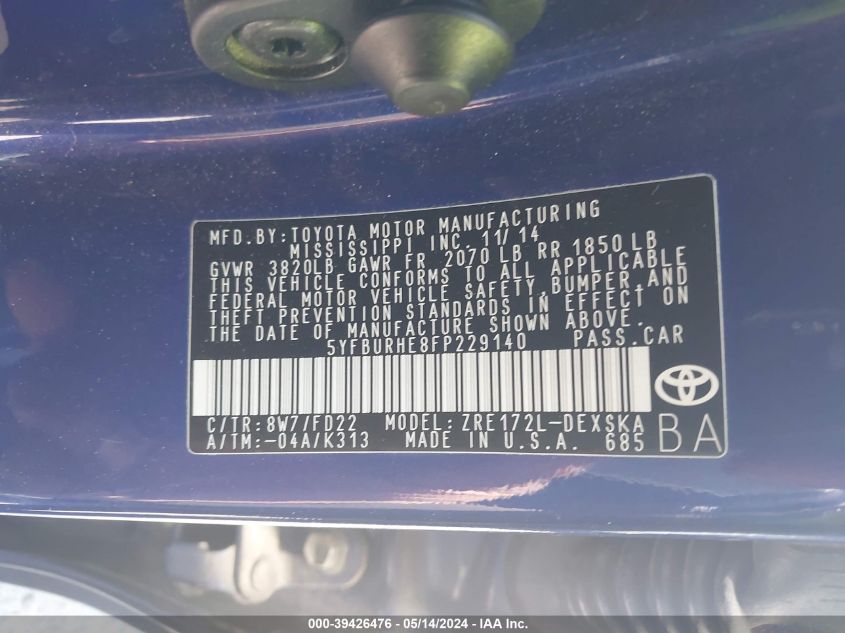 MFD.BY:TOYOTA MOTOR MANUFACTURING
MISSISSIPPI INC. 11/14
GVWR 3820LB GAWR FR 2070 LB RR 1850 LB
THIS VEHICLE CONFORMS TO ALL APPLICABLE
FEDERAL MOTOR VEHICLE SAFETY,BUMPER,AND
THEFT PREVENTION STANDARDS IN EFFECT ON
THE DATE OF MANUFACTURE SHOWN ABOVE.
5YFBURHE8FP229140 PASS.CAR
C/TR:8W7/FD22 MODEL:ZRE172L-DEXSKA
A/TM:-04A/K313 MADE IN U.S.A. 685 BA
000-39426476 - 05/14/2024 - IAA Inc.